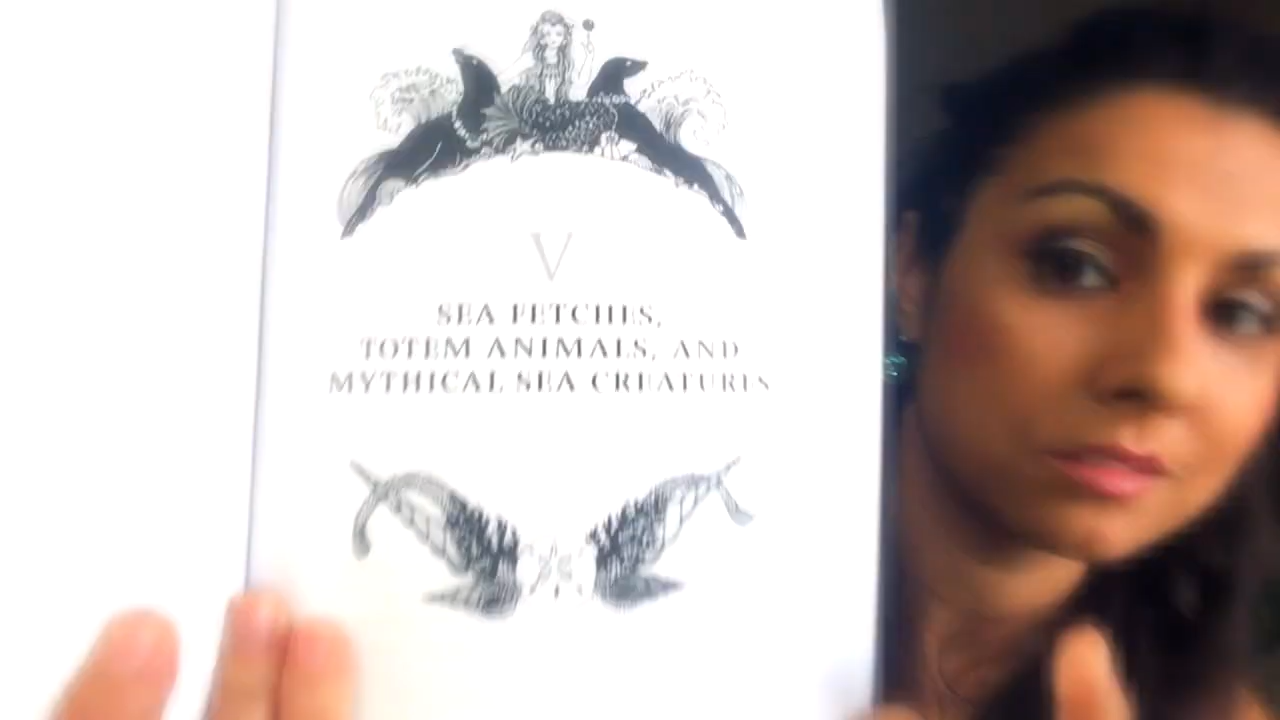 V
SEA FETCHES,
TOTEM ANIMALS, AND
MYTHICAL SEA CREATURES